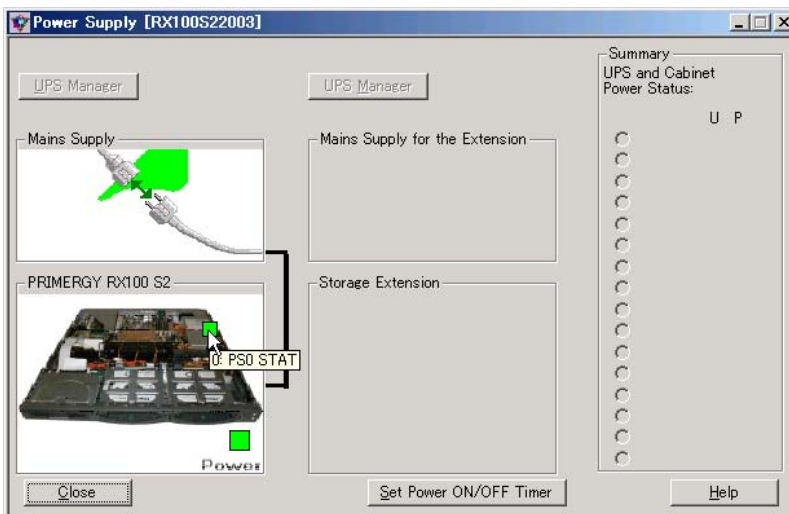 Power Supply [RX100S22003]
UPS Manager
UPS Manager
Summary
UPS and Cabinet
Power Status:
U P
Mains Supply
Mains Supply for the Extension
PRIMERGY RX100 S2
Storage Extension
0: PS0 STAT
Power
Close
Set Power ON/OFF Timer
Help